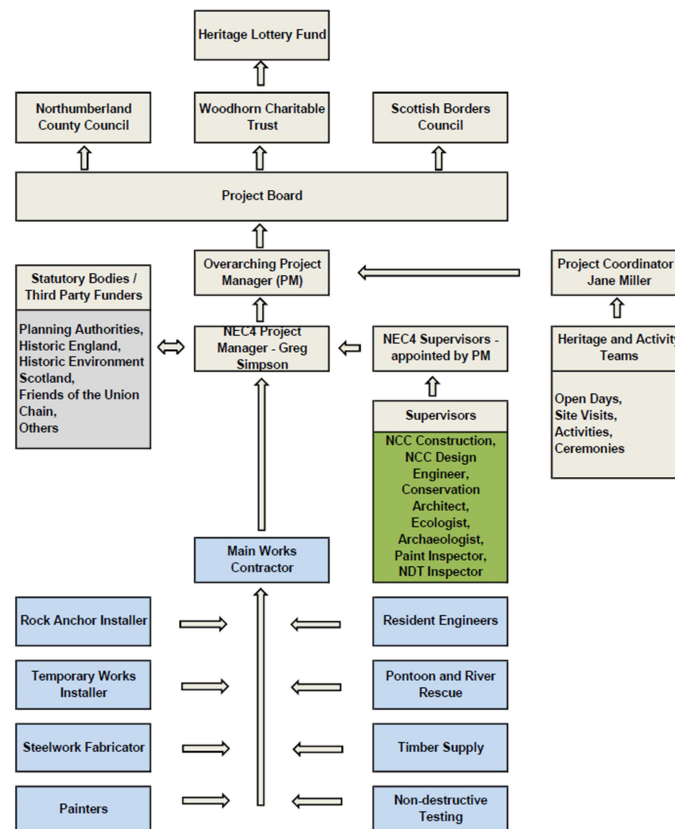 Heritage Lottery Fund
Northumberland
County Council
Woodhorn Charitable
Trust
Scottish Borders
Council
Project Board
Overarching Project
Manager (PM)
Project Coordinator -
Jane Miller
Statutory Bodies /
Third Party Funders
Planning Authorities,
Historic England,
Historic Environment
Scotland,
Friends of the Union
Chain,
Others
NEC4 Project
Manager - Greg
Simpson
NEC4 Supervisors -
appointed by PM
Heritage and Activity
Teams
Open Days,
Site Visits,
Activities,
Ceremonies
Supervisors
NCC Construction,
NCC Design
Engineer,
Conservation
Architect,
Ecologist,
Archaeologist,
Paint Inspector,
NDT Inspector
Main Works
Contractor
Rock Anchor Installer
Resident Engineers
Temporary Works
Installer
Pontoon and River
Rescue
Steelwork Fabricator
Timber Supply
Painters
Non-destructive
Testing